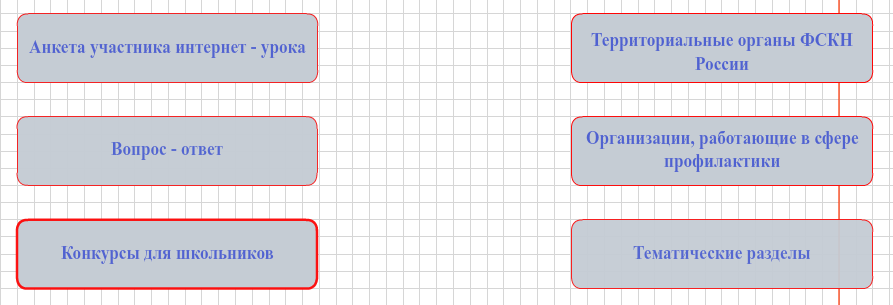 Анкета участника интернет - урока
Территориальные органы ФСКН
России
Вопрос - ответ
Организации, работающие в сфере
профилактики
Конкурсы для школьников
Тематические разделы